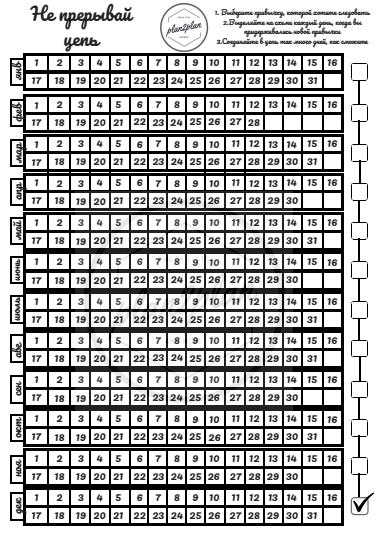 Не прерывай
цепь
plan2plan
1. Выберите привычку, которой хотите следовать
2.Выделяйте на схеме каждый день, когда вы
придерживались новой привычки
3.Соединяйте в цепь так много дней, как сможете
янв
1 2 3 4 5 6 7 8 9 10 11 12 13 14 15 16
17 18 19 20 21 22 23 24 25 26 27 28 29 30 31
фев
1 2 3 4 5 6 7 8 9 10 11 12 13 14 15 16
17 18 19 20 21 22 23 24 25 26 27 28
мар
1 2 3 4 5 6 7 8 9 10 11 12 13 14 15 16
17 18 19 20 21 22 23 24 25 26 27 28 29 30 31
апр
1 2 3 4 5 6 7 8 9 10 11 12 13 14 15 16
17 18 19 20 21 22 23 24 25 26 27 28 29 30
май
1 2 3 4 5 6 7 8 9 10 11 12 13 14 15 16
17 18 19 20 21 22 23 24 25 26 27 28 29 30 31
июнь
1 2 3 4 5 6 7 8 9 10 11 12 13 14 15 16
17 18 19 20 21 22 23 24 25 26 27 28 29 30
июль
1 2 3 4 5 6 7 8 9 10 11 12 13 14 15 16
17 18 19 20 21 22 23 24 25 26 27 28 29 30 31
авг
1 2 3 4 5 6 7 8 9 10 11 12 13 14 15 16
17 18 19 20 21 22 23 24 25 26 27 28 29 30 31
сен
1 2 3 4 5 6 7 8 9 10 11 12 13 14 15 16
17 18 19 20 21 22 23 24 25 26 27 28 29 30
окт
1 2 3 4 5 6 7 8 9 10 11 12 13 14 15 16
17 18 19 20 21 22 23 24 25 26 27 28 29 30 31
ноя
1 2 3 4 5 6 7 8 9 10 11 12 13 14 15 16
17 18 19 20 21 22 23 24 25 26 27 28 29 30
дек
1 2 3 4 5 6 7 8 9 10 11 12 13 14 15 16
17 18 19 20 21 22 23 24 25 26 27 28 29 30 31